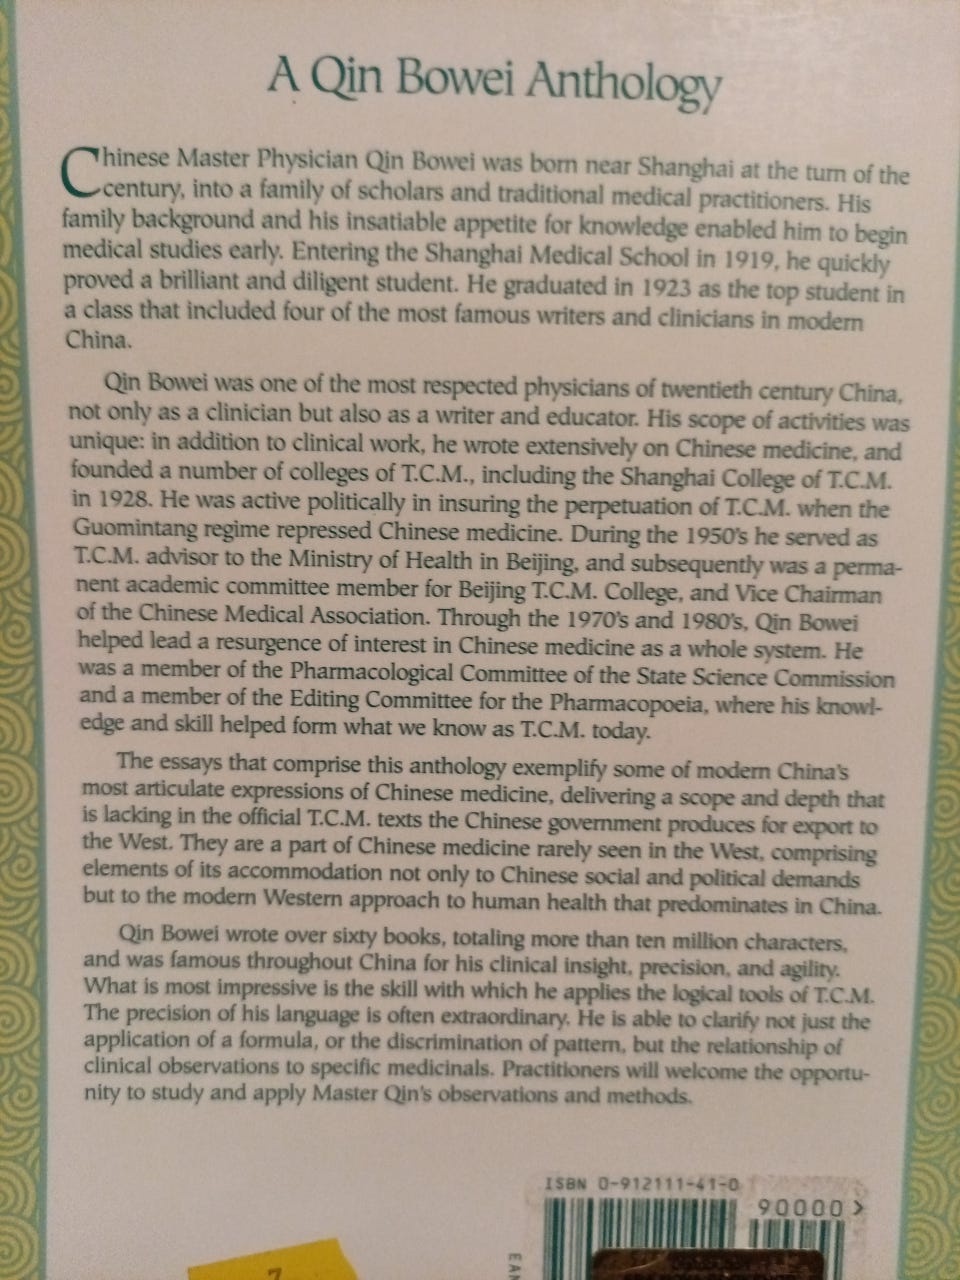 A Qin Bowei Anthology
Chinese Master Physician Qin Bowei was born near Shanghai at the turn of the
century, into a family of scholars and traditional medical practitioners. His
family background and his insatiable appetite for knowledge enabled him to begin
medical studies early. Entering the Shanghai Medical School in 1919, he quickly
proved a brilliant and diligent student. He graduated in 1923 as the top student in
a class that included four of the most famous writers and clinicians in modern
China.
Qin Bowei was one of the most respected physicians of twentieth century China,
not only as a clinician but also as a writer and educator. His scope of activities was
unique: in addition to clinical work, he wrote extensively on Chinese medicine, and
founded a number of colleges of T.C.M., including the Shanghai College of T.C.M.
in 1928. He was active politically in insuring the perpetuation of T.C.M. when the
Guomintang regime repressed Chinese medicine. During the 1950's he served as
T.C.M. advisor to the Ministry of Health in Beijing, and subsequently was a perma-
nent academic committee member for Beijing T.C.M. College, and Vice Chairman
of the Chinese Medical Association. Through the 1970's and 1980's, Qin Bowei
helped lead a resurgence of interest in Chinese medicine as a whole system. He
was a member of the Pharmacological Committee of the State Science Commission
and a member of the Editing Committee for the Pharmacopoeia, where his knowl-
edge and skill helped form what we know as T.C.M. today.
The essays that comprise this anthology exemplify some of modern China's
most articulate expressions of Chinese medicine, delivering a scope and depth that
is lacking in the official T.C.M. texts the Chinese government produces for export to
the West. They are a part of Chinese medicine rarely seen in the West, comprising
elements of its accommodation not only to Chinese social and political demands
but to the modern Western approach to human health that predominates in China.
Qin Bowei wrote over sixty books, totaling more than ten million characters,
and was famous throughout China for his clinical insight, precision, and agility.
What is most impressive is the skill with which he applies the logical tools of T.C.M.
The precision of his language is often extraordinary. He is able to clarify not just the
application of a formula, or the discrimination of pattern, but the relationship of
clinical observations to specific medicinals. Practitioners will welcome the opportu-
nity to study and apply Master Qin's observations and methods.
ISBN 0-912111-41-0
90000>
EAN
7